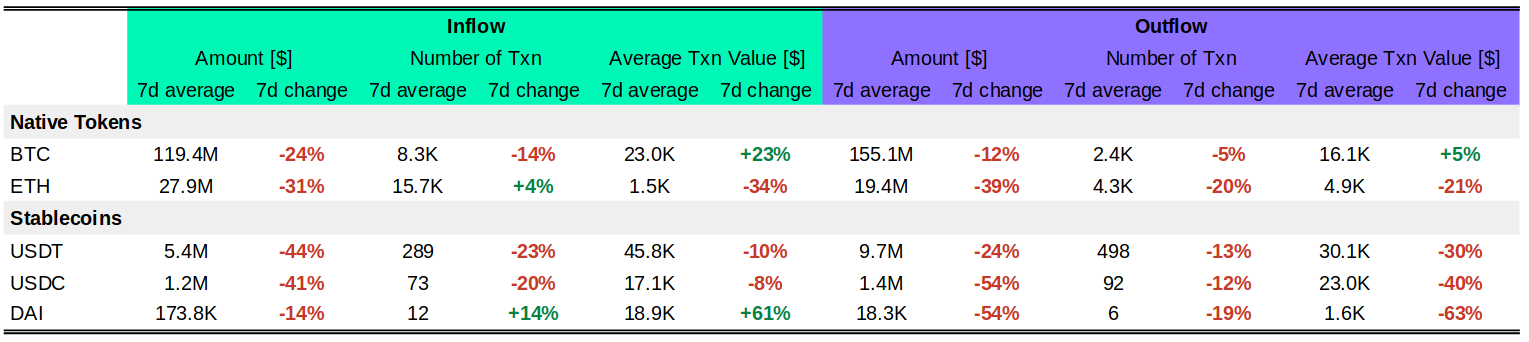 Inflow Outflow
Amount [$] Number of Txn Average Txn Value [$] Amount [$] Number of Txn Average Txn Value [$]
7d average 7d change 7d average 7d change 7d average 7d change 7d average 7d change 7d average 7d change 7d average 7d change
Native Tokens
BTC 119.4M -24% 8.3K -14% 23.0K +23% 155.1M -12% 2.4K -5% 16.1K +5%
ETH 27.9M -31% 15.7K +4% 1.5K -34% 19.4M -39% 4.3K -20% 4.9K -21%
Stablecoins
USDT 5.4M -44% 289 -23% 45.8K -10% 9.7M -24% 498 -13% 30.1K -30%
USDC 1.2M -41% 73 -20% 17.1K -8% 1.4M -54% 92 -12% 23.0K -40%
DAI 173.8K -14% 12 +14% 18.9K +61% 18.3K -54% 6 -19% 1.6K -63%